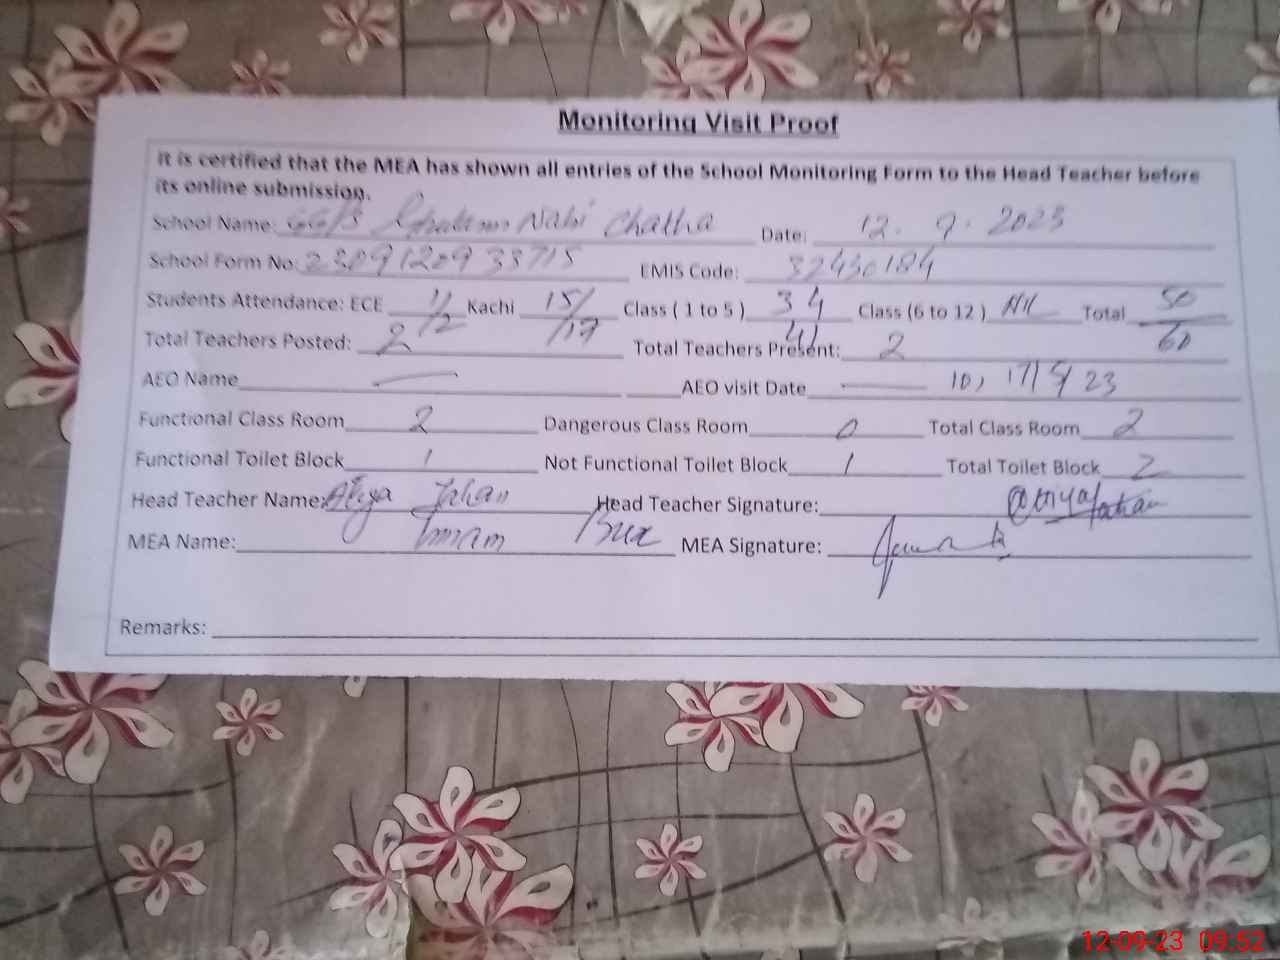 Monitoring Visit Proof
It is certified that the MEA has shown all entries of the School Monitoring Form to the Head Teacher before
its online submission.
School Name: GGPS Ghulam Nabi Chatha Date: 12. 9. 2023
School Form No: 2309120933715 EMIS Code: 32430184
Students Attendance: ECE 1/2 Kachi 15/17 Class ( 1 to 5 ) 34/41 Class (6 to 12 ) Nil Total 50/60
Total Teachers Posted: 2 Total Teachers Present: 2
AEO Name — AEO visit Date — 10, 17/5/23
Functional Class Room 2 Dangerous Class Room 0 Total Class Room 2
Functional Toilet Block 1 Not Functional Toilet Block 1 Total Toilet Block 2
Head Teacher Name: Atiya Jahan Head Teacher Signature: Atiya Jahan
MEA Name: Imam Bux MEA Signature:
Remarks:
12-09-23 09:52